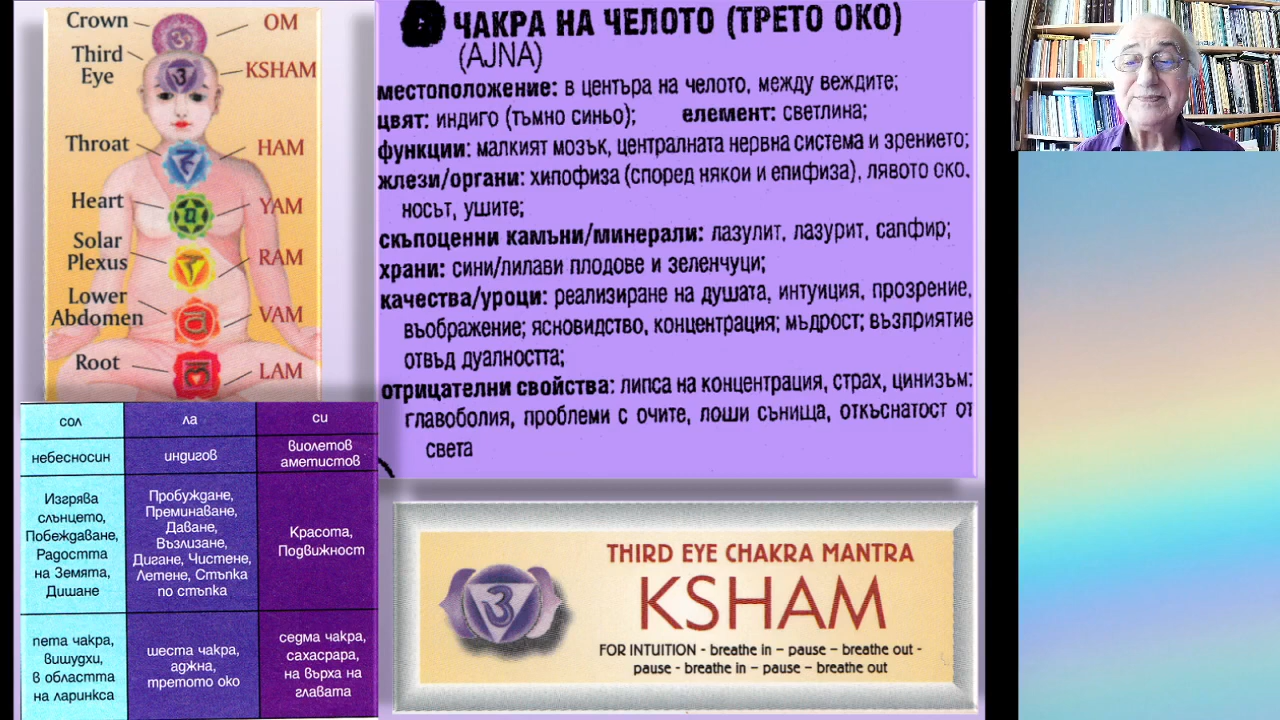 Crown
OM
Third
Eye
KSHAM
Throat
HAM
Heart
YAM
Solar
Plexus
RAM
Lower
Abdomen
VAM
Root
LAM
ЧАКРА НА ЧЕЛОТО (ТРЕТО ОКО)
(AJNA)
местоположение: в центъра на челото, между веждите;
цвят: индиго (тъмно синьо); елемент: светлина;
функции: малкият мозък, централната нервна система и зрението;
жлези/органи: хипофиза (според някои и епифиза), лявото око,
носът, ушите;
скъпоценни камъни/минерали: лазулит, лазурит, сапфир;
храни: сини/лилави плодове и зеленчуци;
качества/уроци: реализиране на душата, интуиция, прозрение,
въображение; ясновидство, концентрация; мъдрост; възприятие
отвъд дуалността;
отрицателни свойства: липса на концентрация, страх, цинизъм;
главоболия, проблеми с очите, лоши сънища, откъснатост от
света
сол
ла
си
небесносин
индигов
виолетов
аметистов
Изгрява
слънцето,
Побеждаване,
Радостта
на Земята,
Дишане
Пробуждане,
Преминаване,
Даване,
Възлизане,
Дигане, Чистене,
Летене, Стъпка
по стъпка
Красота,
Подвижност
пета чакра,
вишудхи,
в областта
на ларинкса
шеста чакра,
аджна,
третото око
седма чакра,
сахасрара,
на върха на
главата
THIRD EYE CHAKRA MANTRA
KSHAM
FOR INTUITION - breathe in – pause – breathe out -
pause - breathe in – pause – breathe out